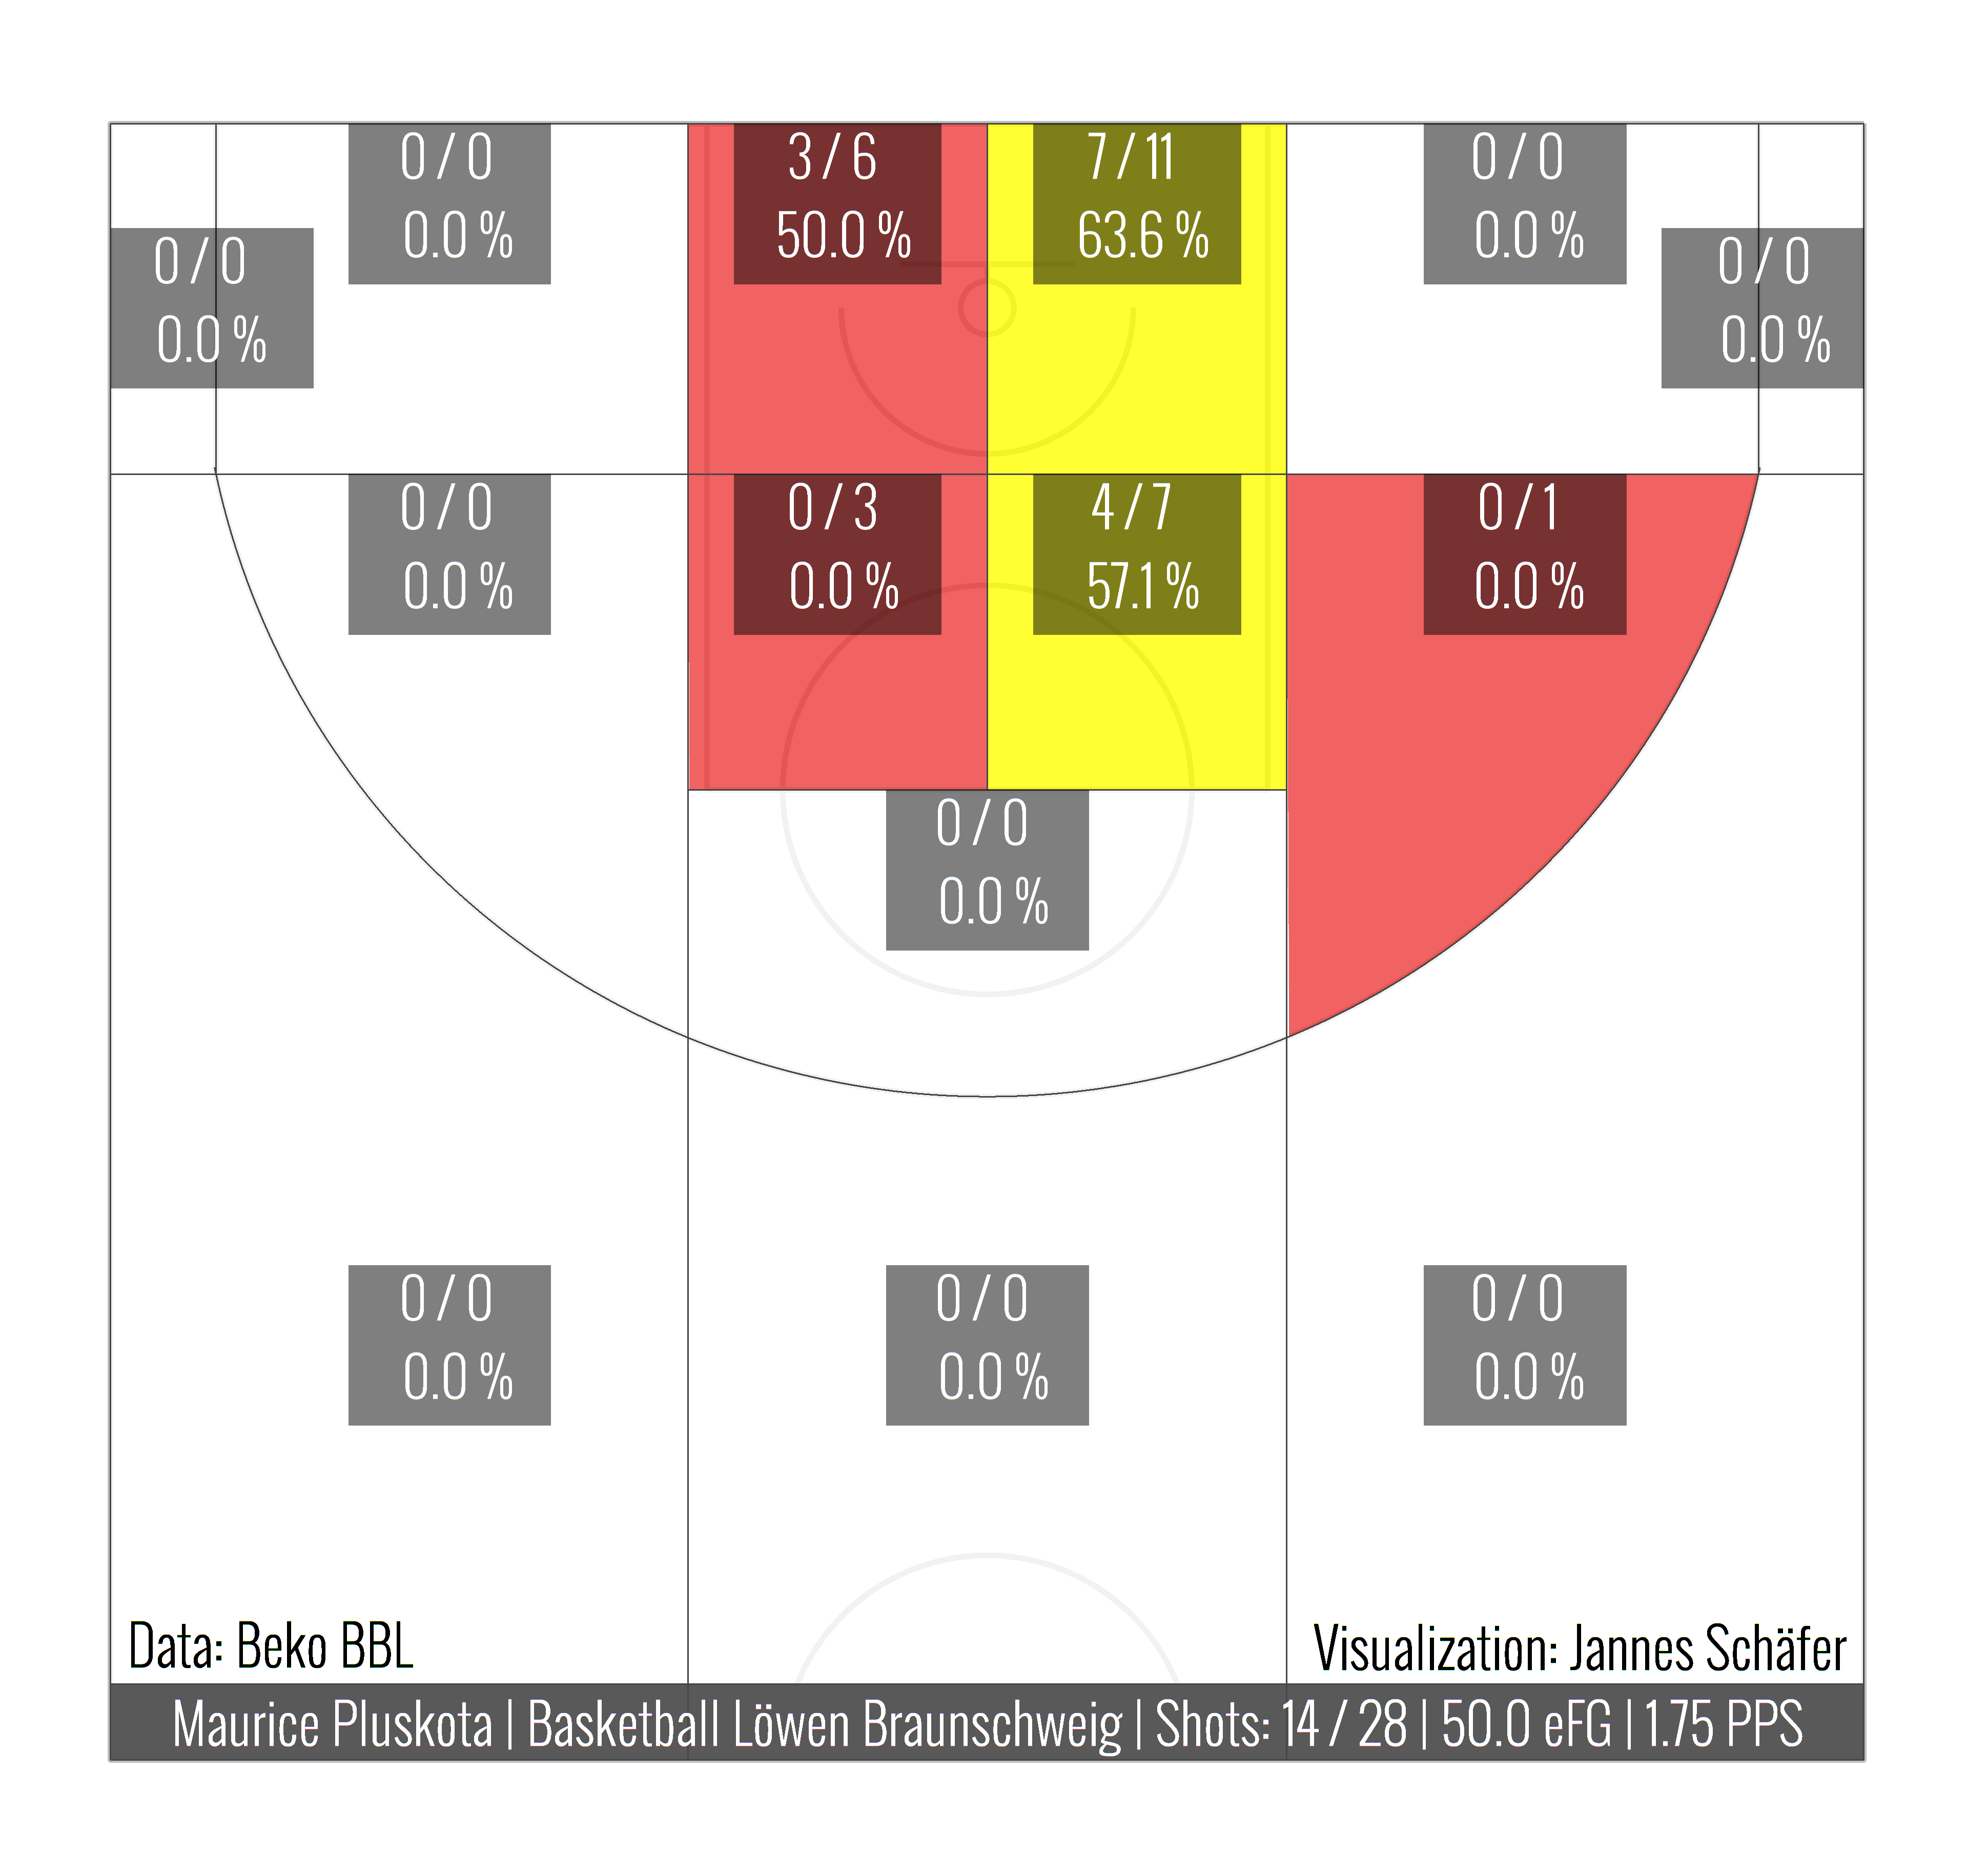 0 / 0
0.0 %
3 / 6
50.0 %
7 / 11
63.6 %
0 / 0
0.0 %
0 / 0
0.0 %
0 / 0
0.0 %
0 / 0
0.0 %
0 / 3
0.0 %
4 / 7
57.1 %
0 / 1
0.0 %
0 / 0
0.0 %
0 / 0
0.0 %
0 / 0
0.0 %
0 / 0
0.0 %
Data: Beko BBL
Visualization: Jannes Schäfer
Maurice Pluskota | Basketball Löwen Braunschweig | Shots: 14 / 28 | 50.0 eFG | 1.75 PPS